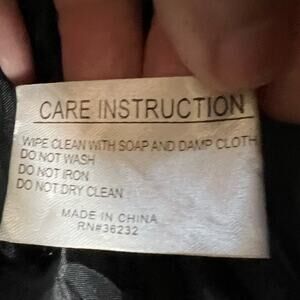 CARE INSTRUCTION
WIPE CLEAN WITH SOAP AND DAMP CLOTH
DO NOT WASH
DO NOT IRON
DO NOT DRY CLEAN
MADE IN CHINA
RN#36232